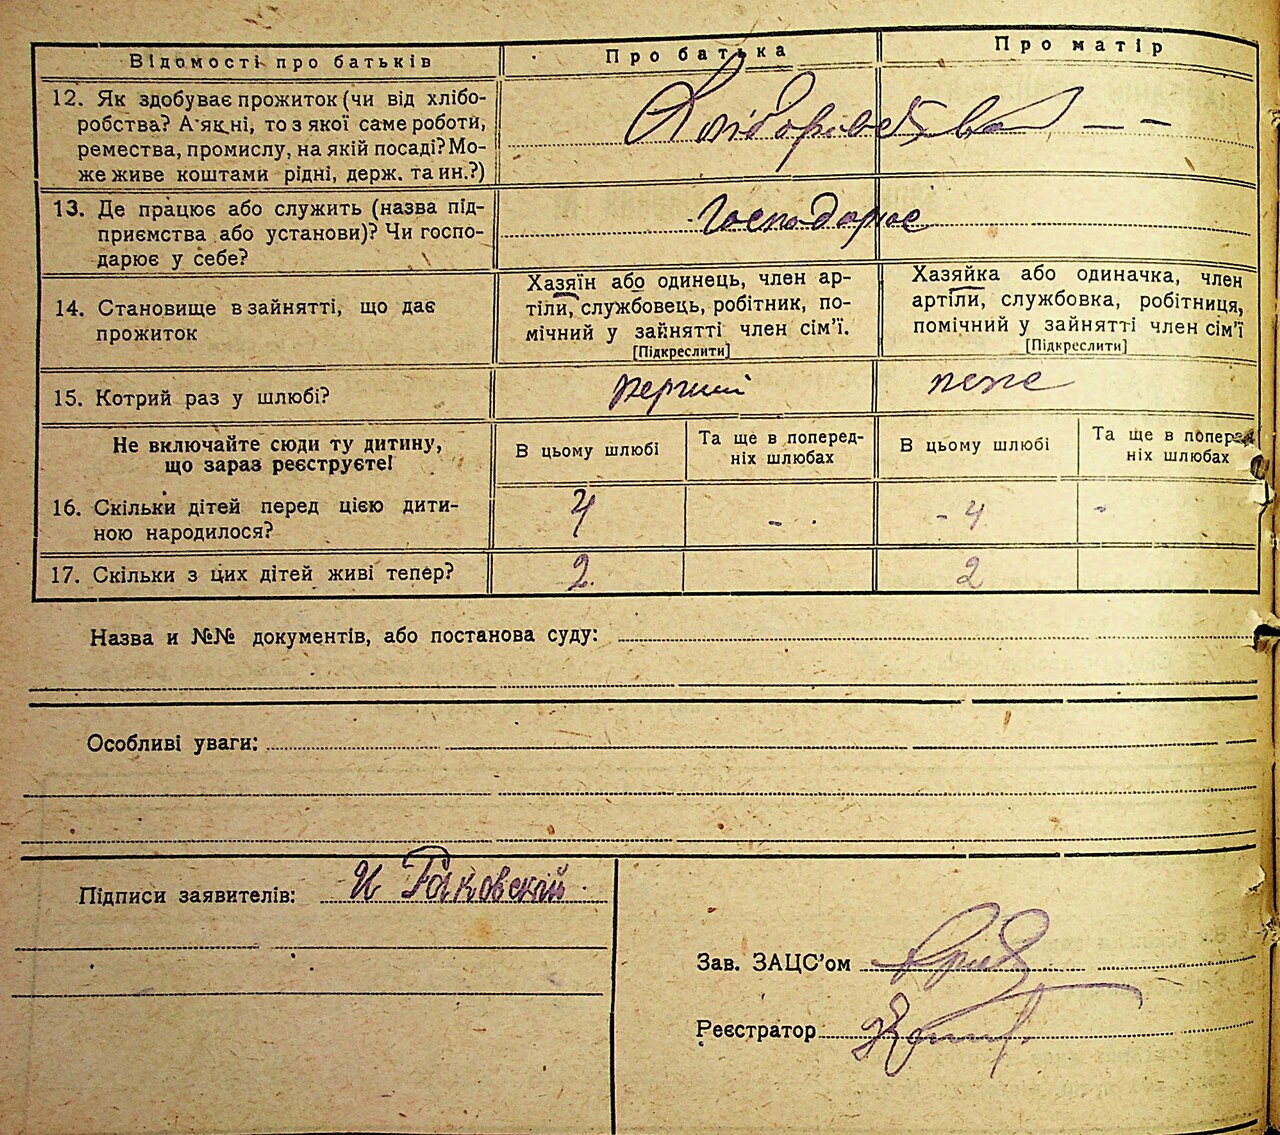 Відомості про батьків
Про батька
Про матір
12. Як здобуває прожиток (чи від хлібо-
робства? А як ні, то з якої саме роботи,
ремества, промислу, на якій посаді? Мо-
же живе коштами рідні, держ. та ин.?)
13. Де працює або служить (назва під-
приємства або установи)? Чи госпо-
дарює у себе?
Господорює
14. Становище в зайнятті, що дає
прожиток
Хазяїн або одинець, член ар-
тіли, службовець, робітник, по-
мічний у зайнятті член сім'ї.
[Підкреслити]
Хазяйка або одиначка, член
артіли, службовка, робітниця,
помічний у зайнятті член сім'ї
[Підкреслити]
15. Котрий раз у шлюбі?
перший
Не включайте сюди ту дитину,
що зараз реєструєте!
В цьому шлюбі
Та ще в поперед-
ніх шлюбах
В цьому шлюбі
Та ще в поперед
ніх шлюбах
16. Скільки дітей перед цією дити-
ною народилося?
4 - - 4 -
17. Скільки з цих дітей живі тепер?
2 2
Назва и №№ документів, або постанова суду:
Особливі уваги:
Підписи заявителів: И Раковский
Зав. ЗАЦС'ом
Реєстратор